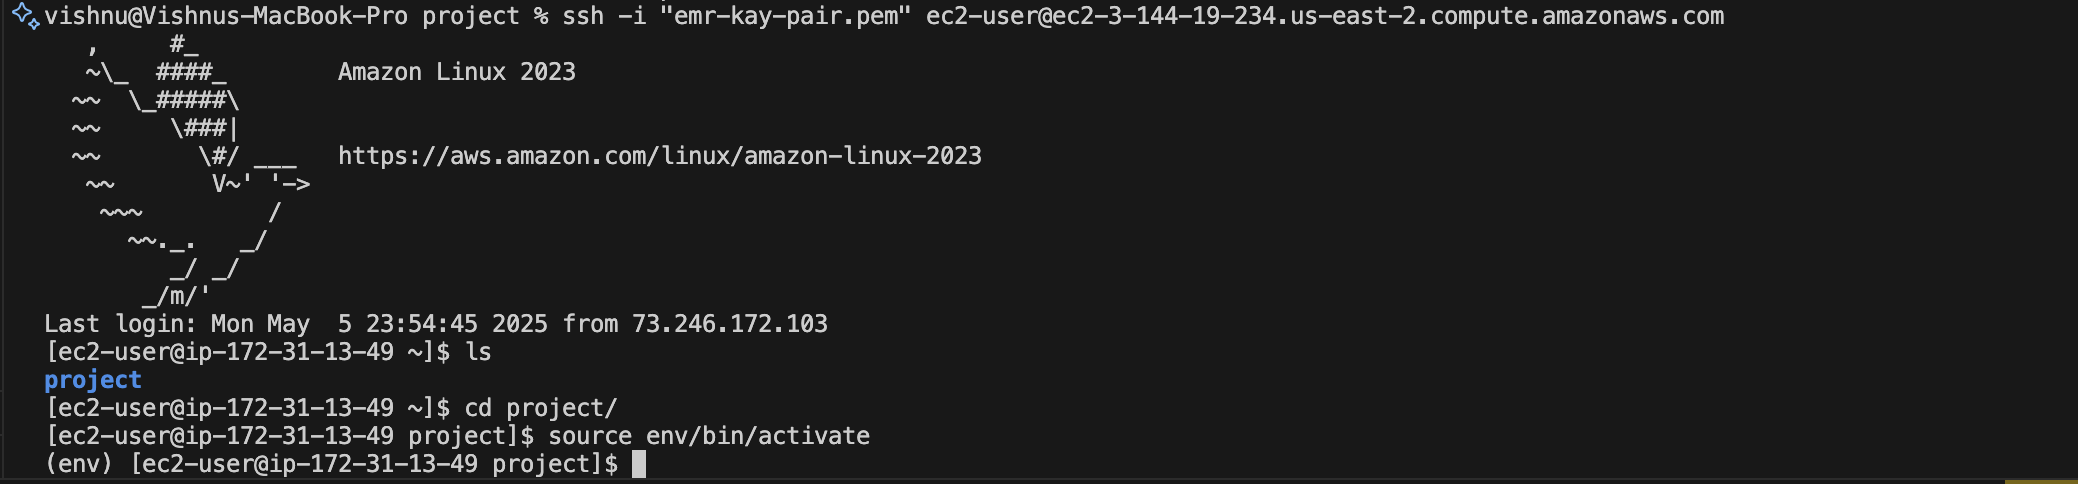 vishnu@Vishnus-MacBook-Pro project % ssh -i "emr-kay-pair.pem" ec2-user@ec2-3-144-19-234.us-east-2.compute.amazonaws.com
   ,     #_
   ~\_  ####_        Amazon Linux 2023
  ~~  \_#####\
  ~~     \###|
  ~~       \#/ ___   https://aws.amazon.com/linux/amazon-linux-2023
   ~~       V~' '->
    ~~~         /
      ~~._.   _/
         _/ _/
       _/m/'
Last login: Mon May  5 23:54:45 2025 from 73.246.172.103
[ec2-user@ip-172-31-13-49 ~]$ ls
project
[ec2-user@ip-172-31-13-49 ~]$ cd project/
[ec2-user@ip-172-31-13-49 project]$ source env/bin/activate
(env) [ec2-user@ip-172-31-13-49 project]$